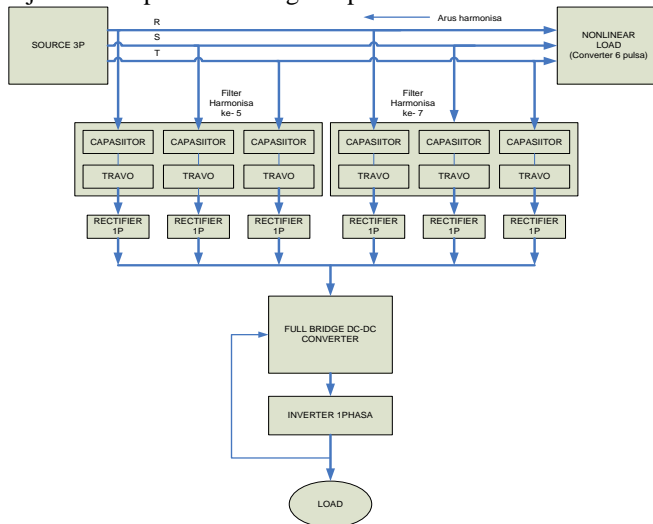 R
Arus harmonisa
SOURCE 3P
S
T
NONLINEAR
LOAD
(Converter 6 pulsa)
Filter
Harmonisa
ke- 5
Filter
Harmonisa
ke- 7
CAPASIITOR
CAPASIITOR
CAPASIITOR
CAPASIITOR
CAPASIITOR
CAPASIITOR
TRAVO
TRAVO
TRAVO
TRAVO
TRAVO
TRAVO
RECTIFIER
1P
RECTIFIER
1P
RECTIFIER
1P
RECTIFIER
1P
RECTIFIER
1P
RECTIFIER
1P
FULL BRIDGE DC-DC
CONVERTER
INVERTER 1PHASA
LOAD